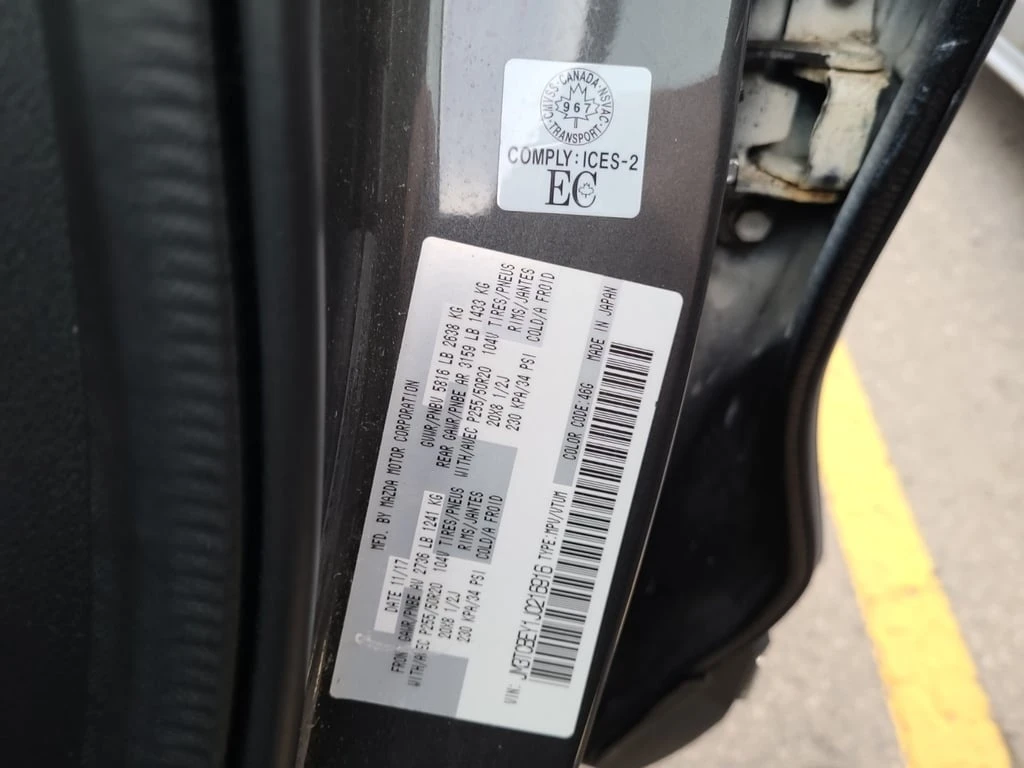 CMVSS · CANADA · NSVAC
967
TRANSPORT
COMPLY: ICES-2
EC
MFD. BY MAZDA MOTOR CORPORATION
DATE 11/17 GVWR/PNBV 5816 LB 2638 KG
FRON GAWR/PNBE AV 2736 LB 1241 KG REAR GAWR/PNBE AR 3159 LB 1433 KG
WITH/AVEC P255/50R20 104V TIRES/PNEUS WITH/AVEC P255/50R20 104V TIRES/PNEUS
20X8 1/2J RIMS/JANTES 20X8 1/2J RIMS/JANTES
230 KPA/34 PSI COLD/A FROID 230 KPA/34 PSI COLD/A FROID
VIN: TYPE:MPV/VTUM COLOR CODE:46G MADE IN JAPAN